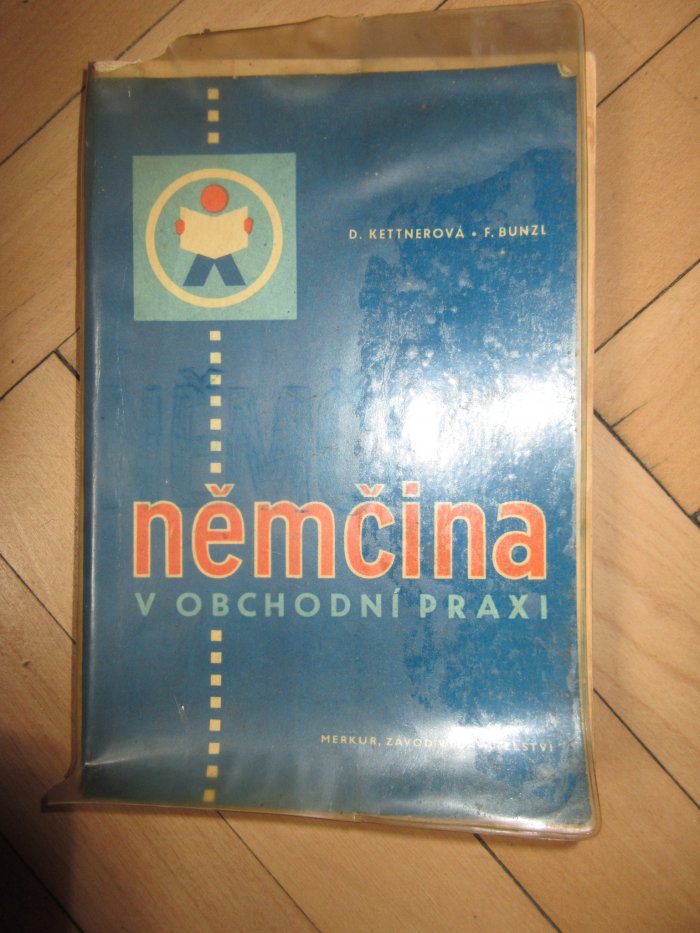 D. KETTNEROVÁ • F. BUNZL
němčina
V OBCHODNÍ PRAXI
MERKUR, ZÁVOD